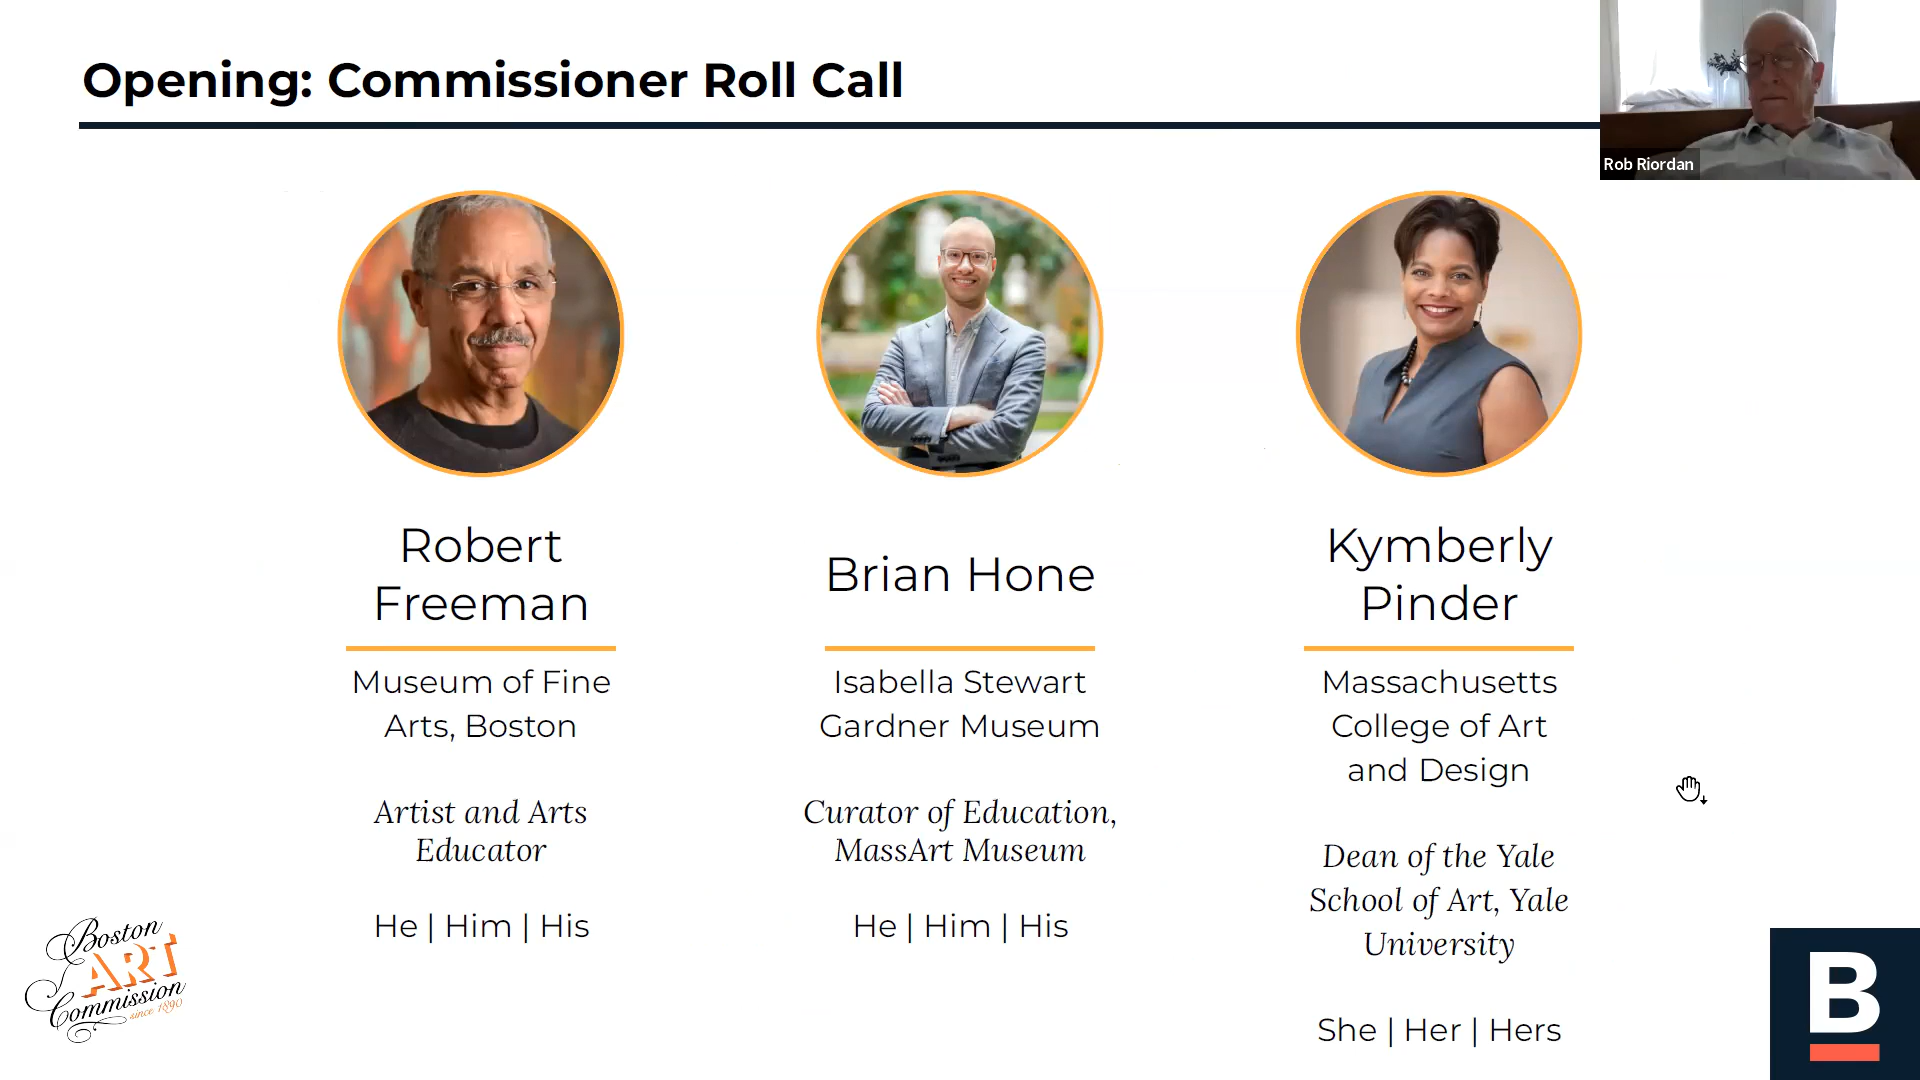 Opening: Commissioner Roll Call
Rob Riordan
Robert
Freeman
Museum of Fine
Arts, Boston
Artist and Arts
Educator
He | Him | His
Brian Hone
Isabella Stewart
Gardner Museum
Curator of Education,
MassArt Museum
He | Him | His
Kymberly
Pinder
Massachusetts
College of Art
and Design
Dean of the Yale
School of Art, Yale
University
She | Her | Hers
Boston
ART
Commission
since 1890
B